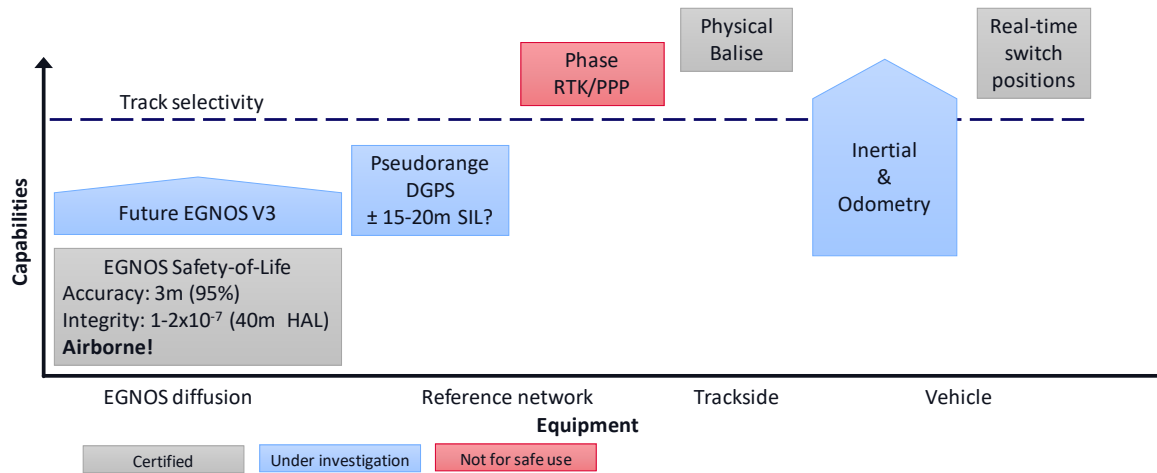 Physical
Balise
Real-time
switch
positions
Phase
RTK/PPP
Track selectivity
Inertial
&
Odometry
Pseudorange
DGPS
± 15-20m SIL?
Future EGNOS V3
EGNOS Safety-of-Life
Accuracy: 3m (95%)
Integrity: 1-2x10⁻⁷ (40m HAL)
Airborne!
Capabilities
EGNOS diffusion
Reference network
Trackside
Vehicle
Equipment
Certified
Under investigation
Not for safe use